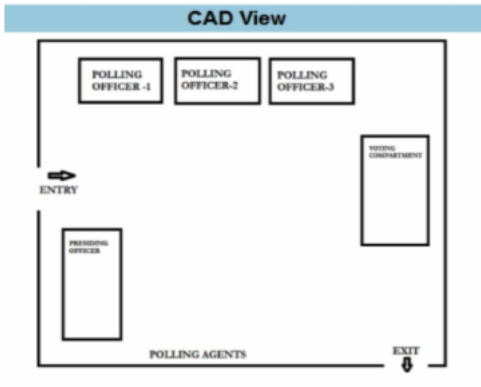 CAD View
POLLING
OFFICER -1
POLLING
OFFICER-2
POLLING
OFFICER-3
VOTING
COMPARTMENT
ENTRY
PRESIDING
OFFICER
POLLING AGENTS
EXIT